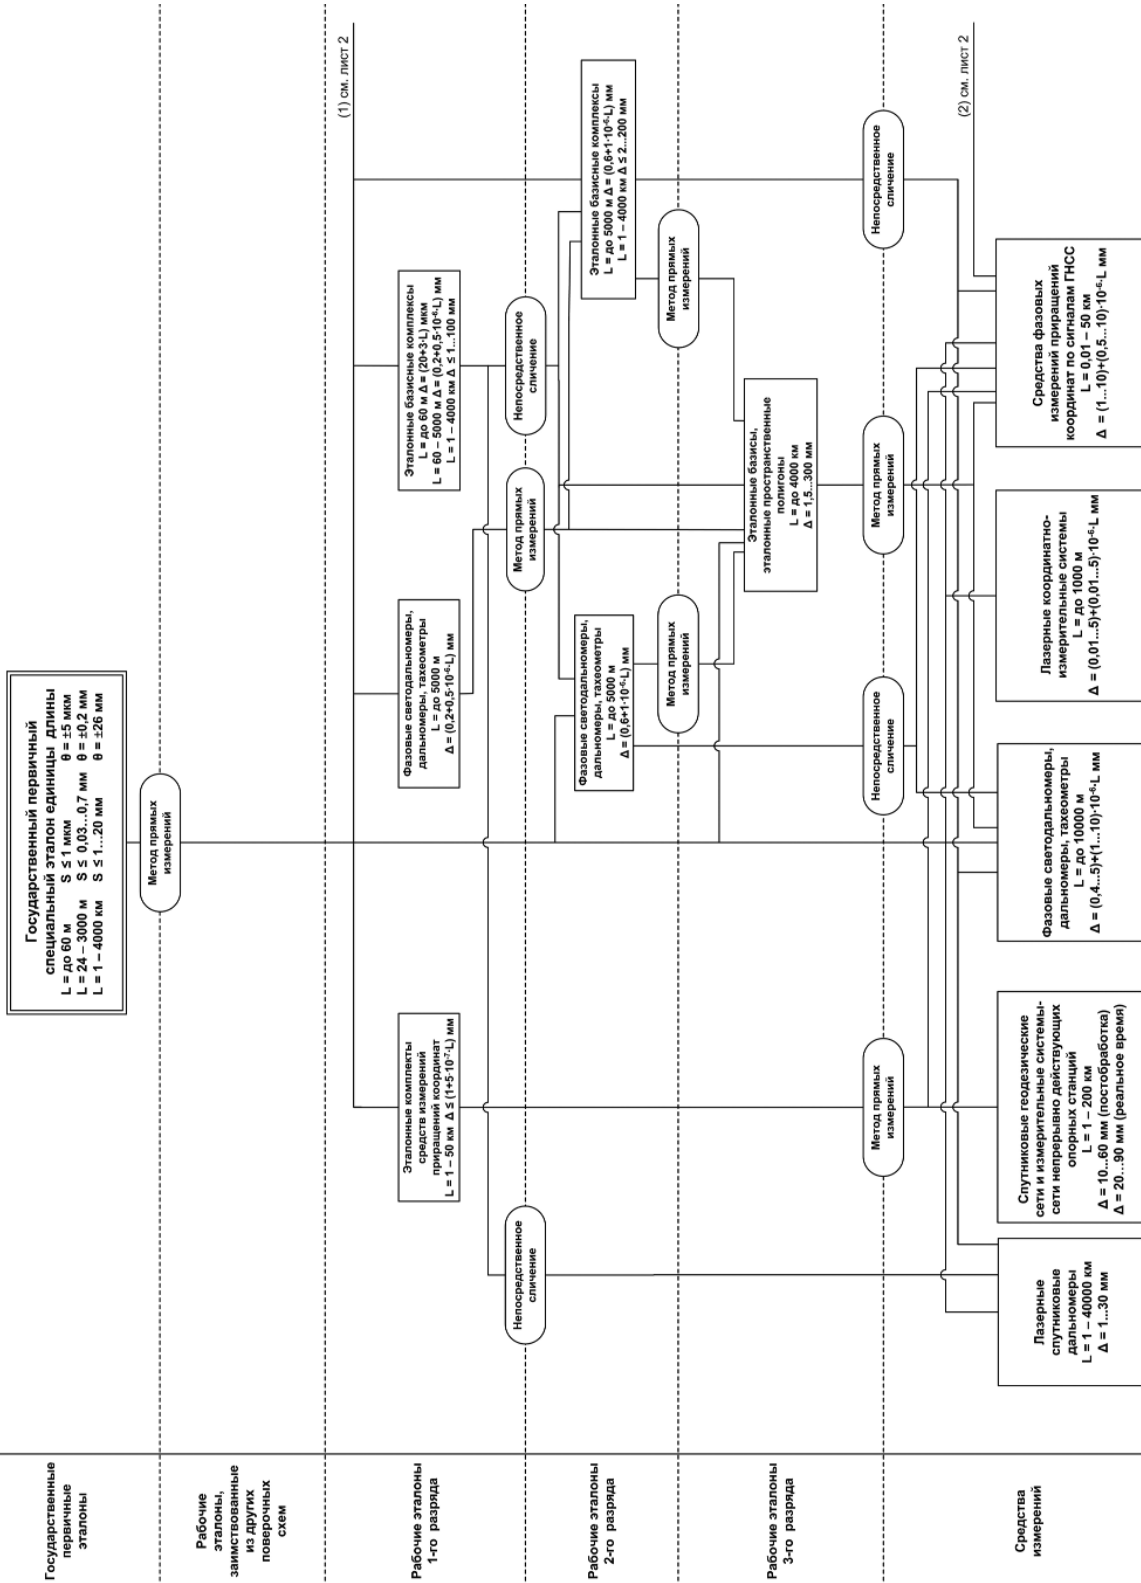 Государственные
первичные
эталоны
Государственный первичный
специальный эталон единицы длины
L = до 60 м S ≤ 1 мкм θ = ±5 мкм
L = 24 – 3000 м S ≤ 0,03...0,7 мм θ = ±0,2 мм
L = 1 – 4000 км S ≤ 1...20 мм θ = ±26 мм
Метод прямых
измерений
Рабочие
эталоны,
заимствованные
из других
поверочных
схем
(1) см. лист 2
Рабочие эталоны
1-го разряда
Эталонные комплекты
средств измерений
приращений координат
L = 1 – 50 км Δ ≤ (1+5·10⁻⁷·L) мм
Фазовые светодальномеры,
дальномеры, тахеометры
L = до 5000 м
Δ = (0,2+0,5·10⁻⁶·L) мм
Эталонные базисные комплексы
L = до 60 м Δ = (20+3·L) мкм
L = 60 – 5000 м Δ = (0,2+0,5·10⁻⁶·L) мм
L = 1 – 4000 км Δ ≤ 1...100 мм
Непосредственное
сличение
Метод прямых
измерений
Непосредственное
сличение
Рабочие эталоны
2-го разряда
Фазовые светодальномеры,
дальномеры, тахеометры
L = до 5000 м
Δ = (0,6+1·10⁻⁶·L) мм
Эталонные базисные комплексы
L = до 5000 м Δ = (0,6+1·10⁻⁶·L) мм
L = 1 – 4000 км Δ ≤ 2...200 мм
Метод прямых
измерений
Метод прямых
измерений
Рабочие эталоны
3-го разряда
Эталонные базисы,
эталонные пространственные
полигоны
L = до 4000 км
Δ = 1,5...300 мм
Метод прямых
измерений
Непосредственное
сличение
Метод прямых
измерений
Непосредственное
сличение
(2) см. лист 2
Средства
измерений
Лазерные
спутниковые
дальномеры
L = 1 – 40000 км
Δ = 1...30 мм
Спутниковые геодезические
сети и измерительные системы-
сети непрерывно действующих
опорных станций
L = 1 – 200 км
Δ = 10...60 мм (постобработка)
Δ = 20...90 мм (реальное время)
Фазовые светодальномеры,
дальномеры, тахеометры
L = до 10000 м
Δ = (0,4...5)+(1...10)·10⁻⁶·L мм
Лазерные координатно-
измерительные системы
L = до 1000 м
Δ = (0,01...5)+(0,01...5)·10⁻⁶·L мм
Средства фазовых
измерений приращений
координат по сигналам ГНСС
L = 0,01 – 50 км
Δ = (1...10)+(0,5...10)·10⁻⁶·L мм